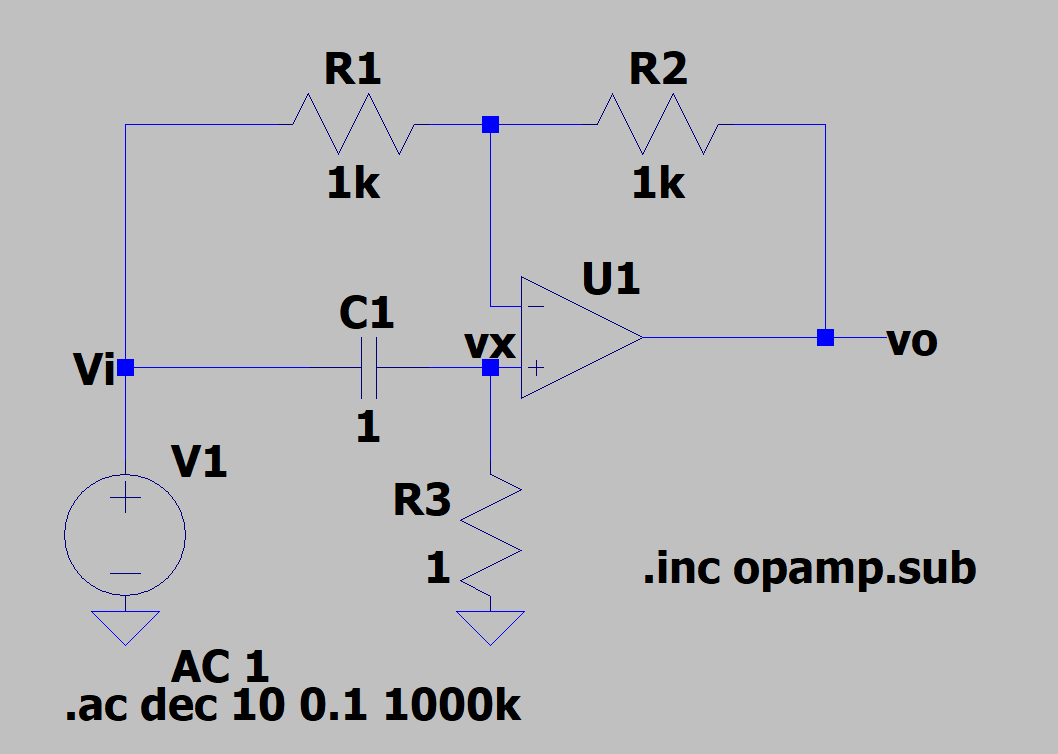 R1
R2
1k
1k
U1
C1
vx
Vi
vo
1
V1
R3
1
.inc opamp.sub
AC 1
.ac dec 10 0.1 1000k